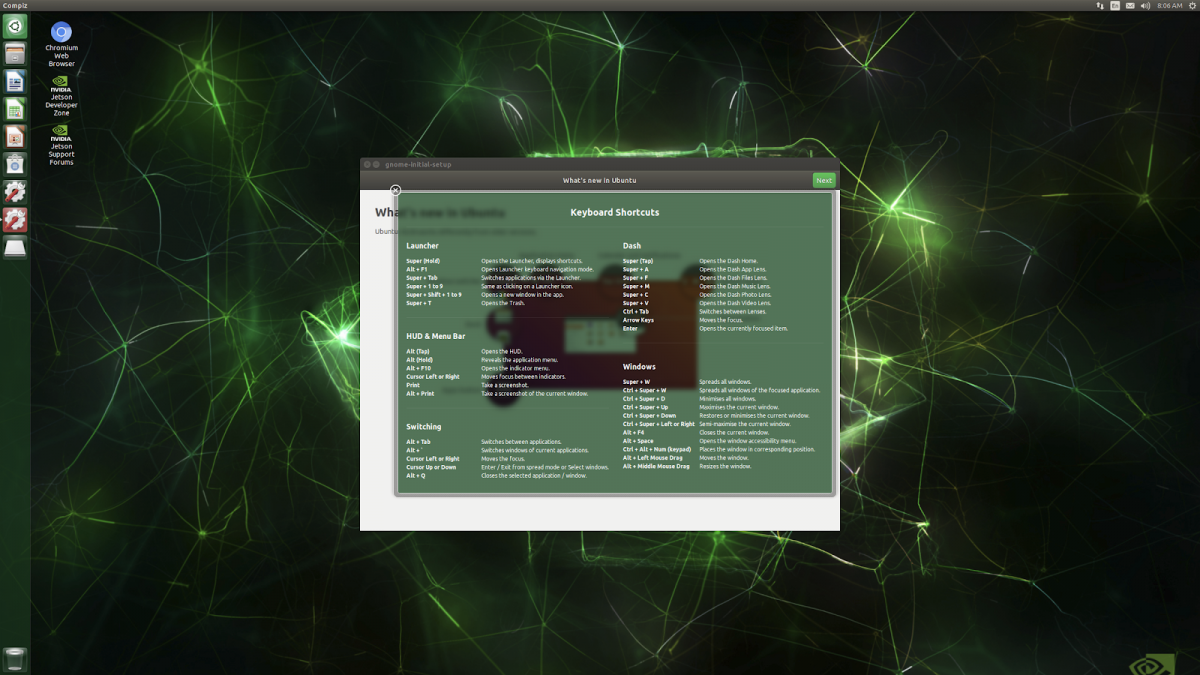 Compiz
En
8:06 AM
Chromium
Web
Browser
NVIDIA
Jetson
Developer
Zone
NVIDIA
Jetson
Support
Forums
gnome-initial-setup
What's new in Ubuntu
Next
What's new in Ubuntu
Ubuntu
Keyboard Shortcuts
Launcher
Super (Hold) Opens the Launcher, displays shortcuts.
Alt + F1 Opens Launcher keyboard navigation mode.
Super + Tab Switches applications via the Launcher.
Super + 1 to 9 Same as clicking on a Launcher icon.
Super + Shift + 1 to 9 Opens a new window in the app.
Super + T Opens the Trash.
HUD & Menu Bar
Alt (Tap) Opens the HUD.
Alt (Hold) Reveals the application menu.
Alt + F10 Opens the indicator menu.
Cursor Left or Right Moves focus between indicators.
Print Take a screenshot.
Alt + Print Take a screenshot of the current window.
Switching
Alt + Tab Switches between applications.
Alt + ` Switches windows of current applications.
Cursor Left or Right Moves the focus.
Cursor Up or Down Enter / Exit from spread mode or Select windows.
Alt + Q Closes the selected application / window.
Dash
Super (Tap) Opens the Dash Home.
Super + A Opens the Dash App Lens.
Super + F Opens the Dash Files Lens.
Super + M Opens the Dash Music Lens.
Super + C Opens the Dash Photo Lens.
Super + V Opens the Dash Video Lens.
Ctrl + Tab Switches between Lenses.
Arrow Keys Moves the focus.
Enter Opens the currently focused item.
Windows
Super + W Spreads all windows.
Ctrl + Super + W Spreads all windows of the focused application.
Ctrl + Super + D Minimises all windows.
Ctrl + Super + Up Maximises the current window.
Ctrl + Super + Down Restores or minimises the current window.
Ctrl + Super + Left or Right Semi-maximise the current window.
Alt + F4 Closes the current window.
Alt + Space Opens the window accessibility menu.
Ctrl + Alt + Num (keypad) Places the window in corresponding position.
Alt + Left Mouse Drag Moves the window.
Alt + Middle Mouse Drag Resizes the window.